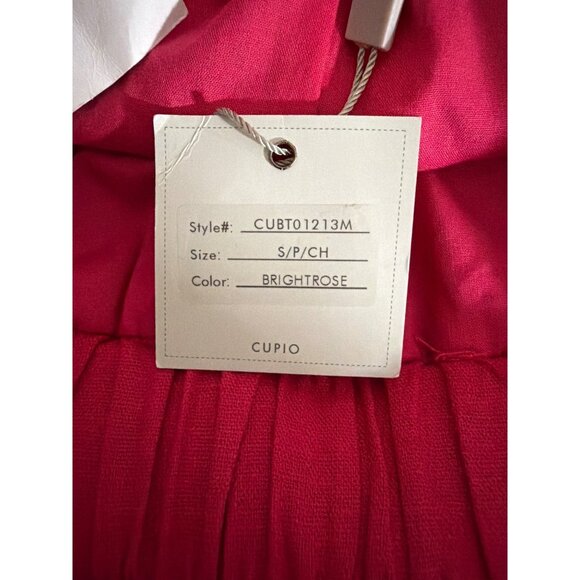 Style#: CUBT01213M
Size: S/P/CH
Color: BRIGHTROSE
CUPIO